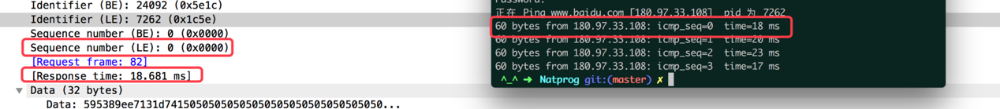 Identifier (BE): 24092 (0x5e1c)
Identifier (LE): 7262 (0x1c5e)
Sequence number (BE): 0 (0x0000)
Sequence number (LE): 0 (0x0000)
[Request frame: 82]
[Response time: 18.681 ms]
Data (32 bytes)
Data: 595389ee7131d741505050505050505050505050505050...
Password:
正在 Ping www.baidu.com [180.97.33.108] pid 为 7262
60 bytes from 180.97.33.108: icmp_seq=0 time=18 ms
60 bytes from 180.97.33.108: icmp_seq=1 time=20 ms
60 bytes from 180.97.33.108: icmp_seq=2 time=23 ms
60 bytes from 180.97.33.108: icmp_seq=3 time=17 ms
^_^ ➜ Natprog git:(master) ✗